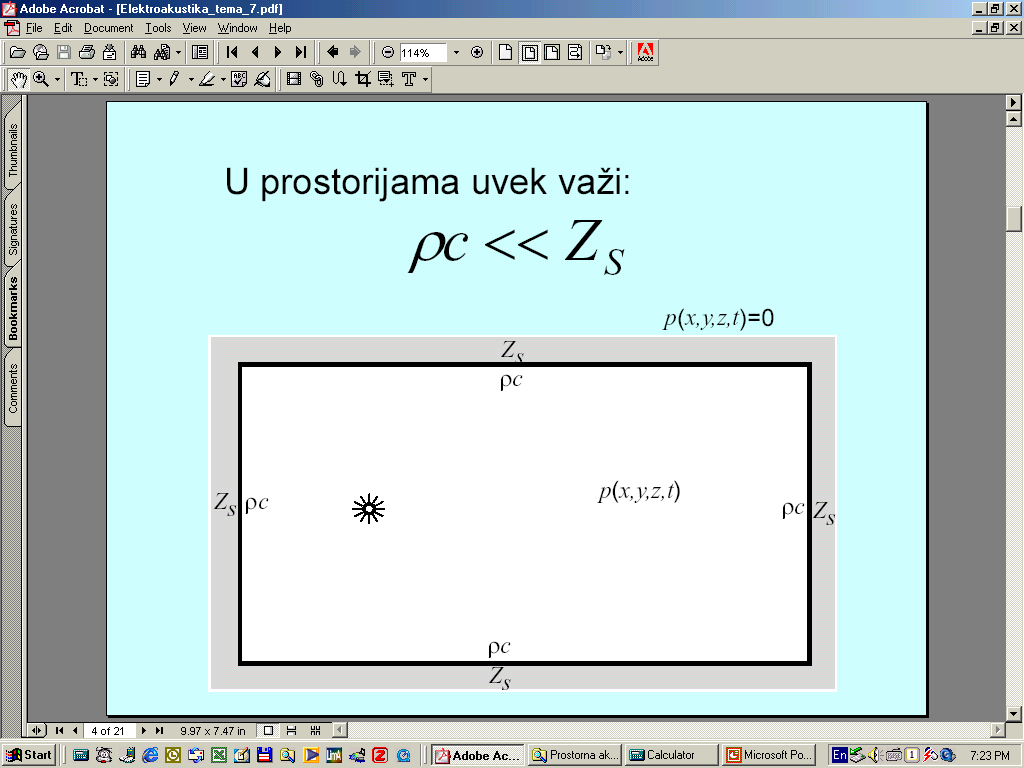 Adobe Acrobat - [Elektroakustika_tema_7.pdf]
File Edit Document Tools View Window Help
114%
Adobe
Thumbnails
Signatures
Bookmarks
Comments
U prostorijama uvek važi:
ρc << Z_S
p(x,y,z,t)=0
Z_S
ρc
p(x,y,z,t)
Z_S ρc
ρc Z_S
ρc
Z_S
4 of 21 9.97 x 7.47 in
Start Adobe Ac... Prostorna ak... Calculator Microsoft Po... En 1 7:23 PM